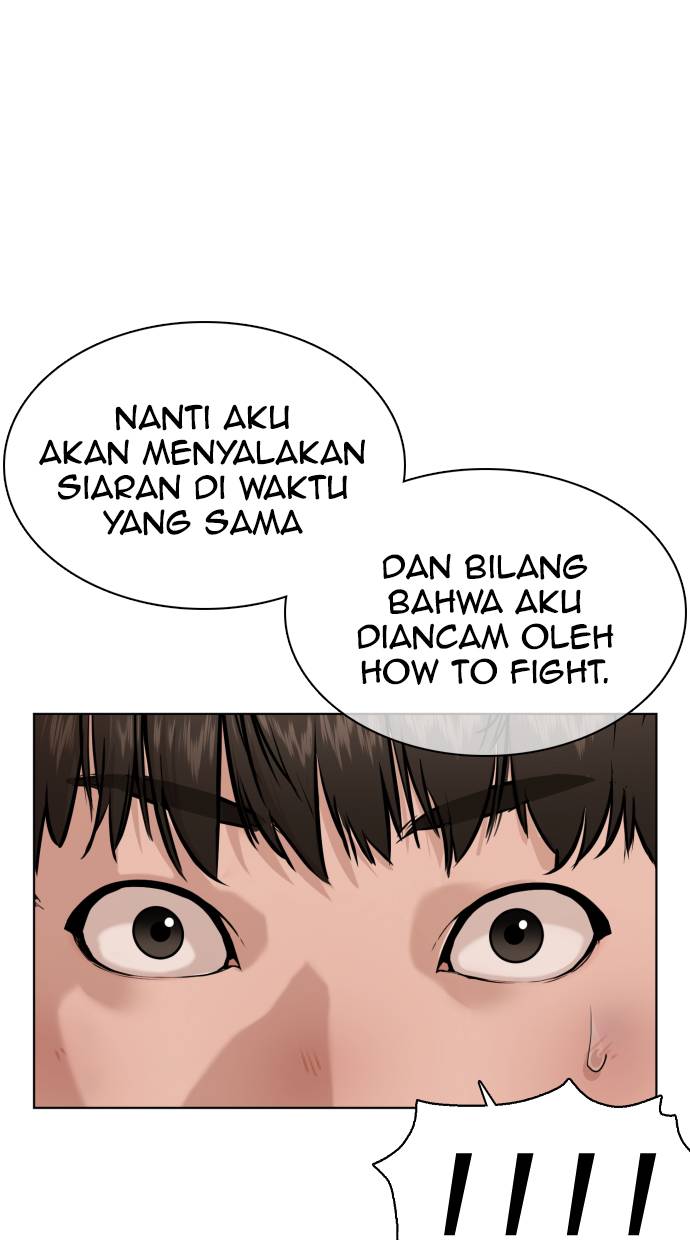 NANTI AKU
AKAN MENYALAKAN
SIARAN DI WAKTU
YANG SAMA
DAN BILANG
BAHWA AKU
DIANCAM OLEH
HOW TO FIGHT.
!!!!